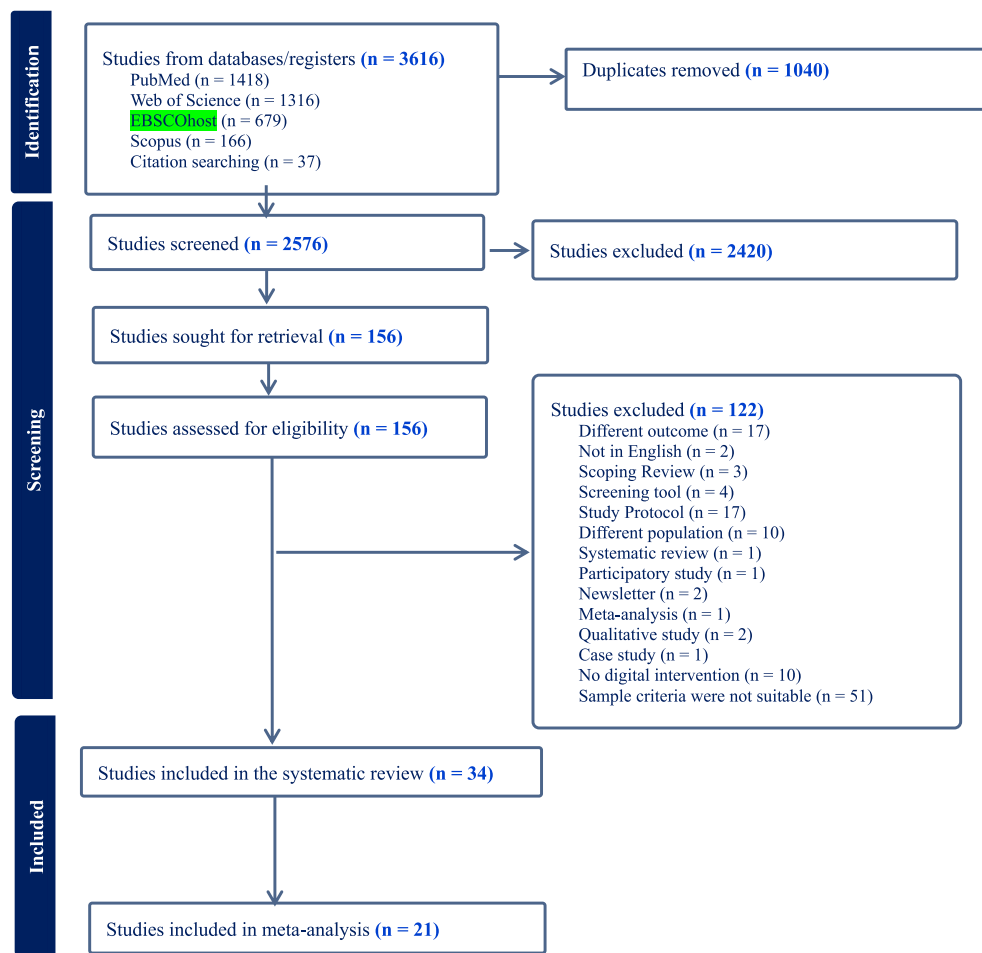 Identification
Studies from databases/registers (n = 3616)
PubMed (n = 1418)
Web of Science (n = 1316)
EBSCOhost (n = 679)
Scopus (n = 166)
Citation searching (n = 37)
Duplicates removed (n = 1040)
Screening
Studies screened (n = 2576)
Studies excluded (n = 2420)
Studies sought for retrieval (n = 156)
Studies assessed for eligibility (n = 156)
Studies excluded (n = 122)
Different outcome (n = 17)
Not in English (n = 2)
Scoping Review (n = 3)
Screening tool (n = 4)
Study Protocol (n = 17)
Different population (n = 10)
Systematic review (n = 1)
Participatory study (n = 1)
Newsletter (n = 2)
Meta-analysis (n = 1)
Qualitative study (n = 2)
Case study (n = 1)
No digital intervention (n = 10)
Sample criteria were not suitable (n = 51)
Included
Studies included in the systematic review (n = 34)
Studies included in meta-analysis (n = 21)